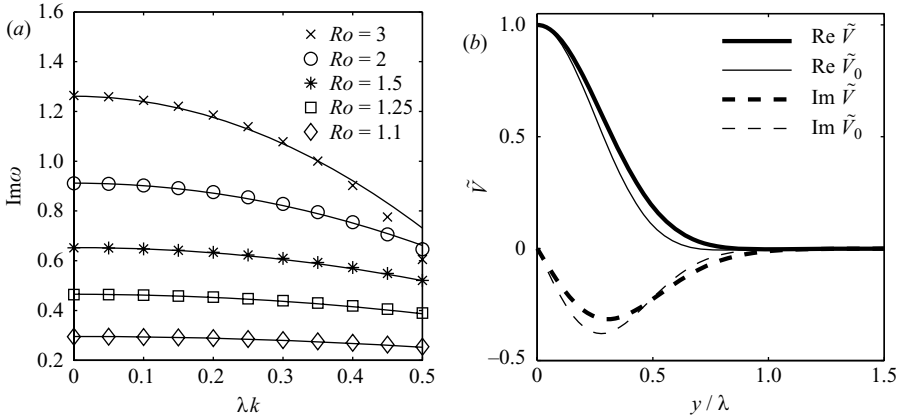 (a)
1.6
1.4
1.2
1.0
0.8
0.6
0.4
0.2
Imω
0
0.1
0.2
0.3
0.4
0.5
λk
Ro = 3
Ro = 2
Ro = 1.5
Ro = 1.25
Ro = 1.1
(b)
1.0
0.5
0
−0.5
Ṽ
0
0.5
1.0
1.5
y / λ
Re Ṽ
Re Ṽ₀
Im Ṽ
Im Ṽ₀